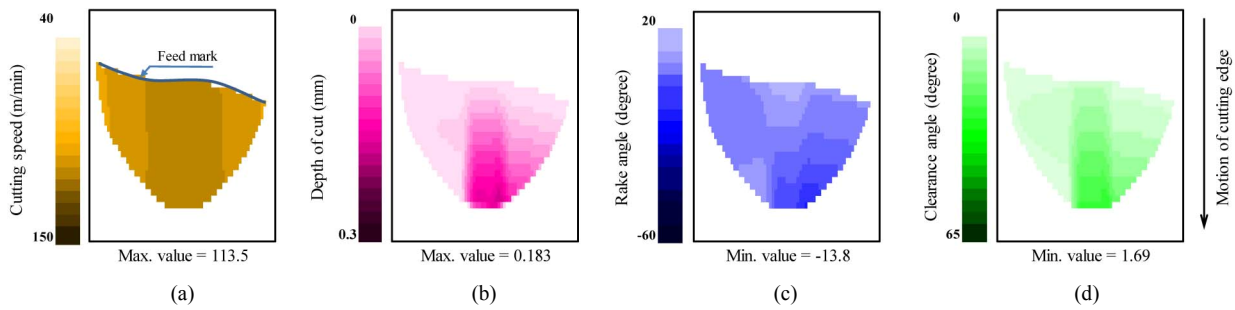 40
Cutting speed (m/min)
150
Feed mark
Max. value = 113.5
(a)
0
Depth of cut (mm)
0.3
Max. value = 0.183
(b)
20
Rake angle (degree)
-60
Min. value = -13.8
(c)
0
Clearance angle (degree)
65
Min. value = 1.69
(d)
Motion of cutting edge